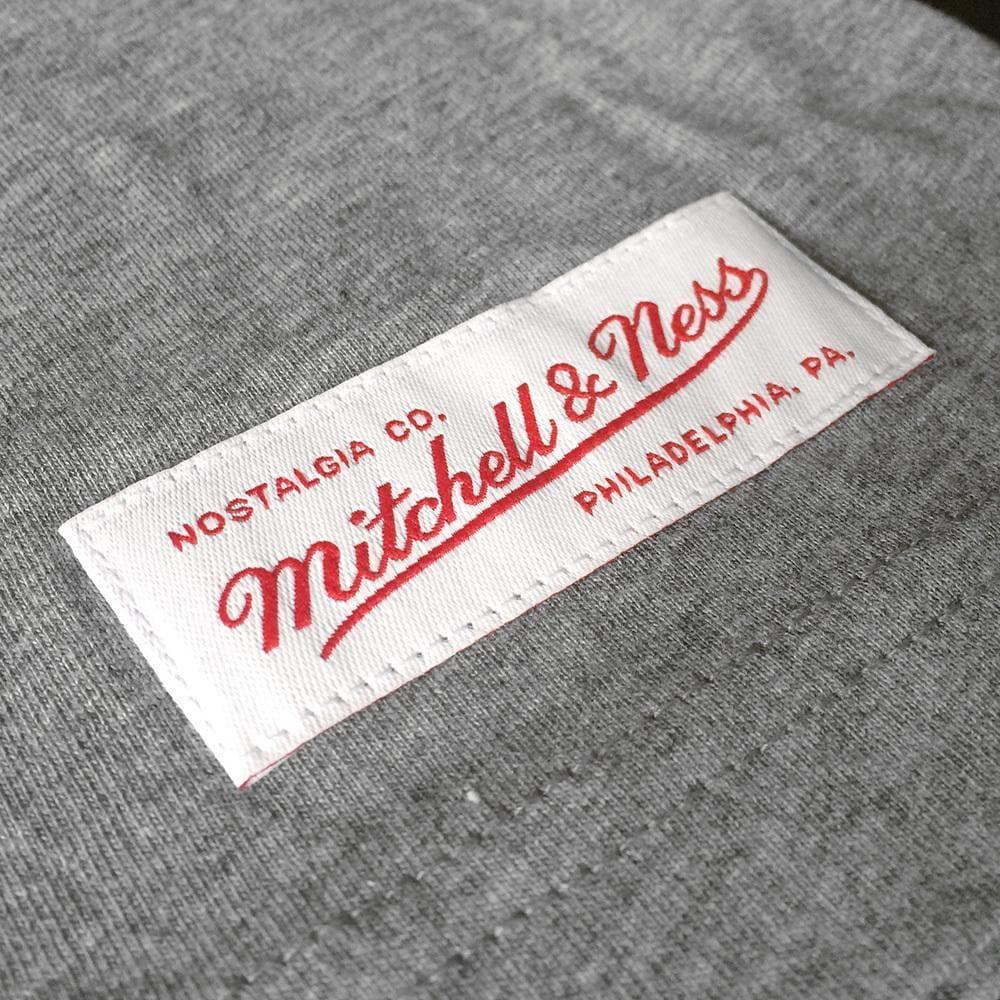 NOSTALGIA CO.
Mitchell & Ness
PHILADELPHIA, PA.